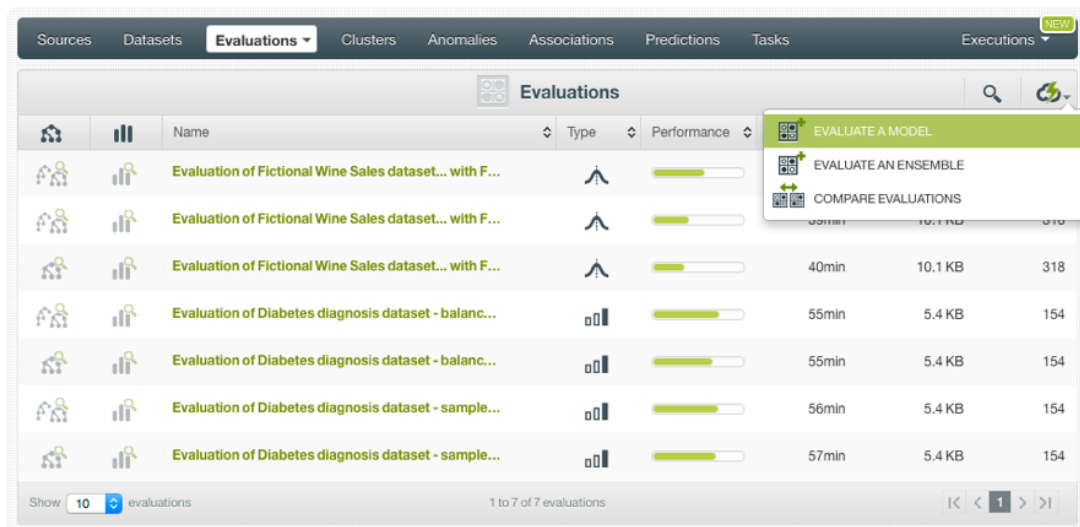 NEW
Sources Datasets Evaluations Clusters Anomalies Associations Predictions Tasks Executions
Evaluations
Name Type Performance
EVALUATE A MODEL
EVALUATE AN ENSEMBLE
COMPARE EVALUATIONS
Evaluation of Fictional Wine Sales dataset... with F...
Evaluation of Fictional Wine Sales dataset... with F... 39min 10.1 KB 318
Evaluation of Fictional Wine Sales dataset... with F... 40min 10.1 KB 318
Evaluation of Diabetes diagnosis dataset - balanc... 55min 5.4 KB 154
Evaluation of Diabetes diagnosis dataset - balanc... 55min 5.4 KB 154
Evaluation of Diabetes diagnosis dataset - sample... 56min 5.4 KB 154
Evaluation of Diabetes diagnosis dataset - sample... 57min 5.4 KB 154
Show 10 evaluations 1 to 7 of 7 evaluations 1